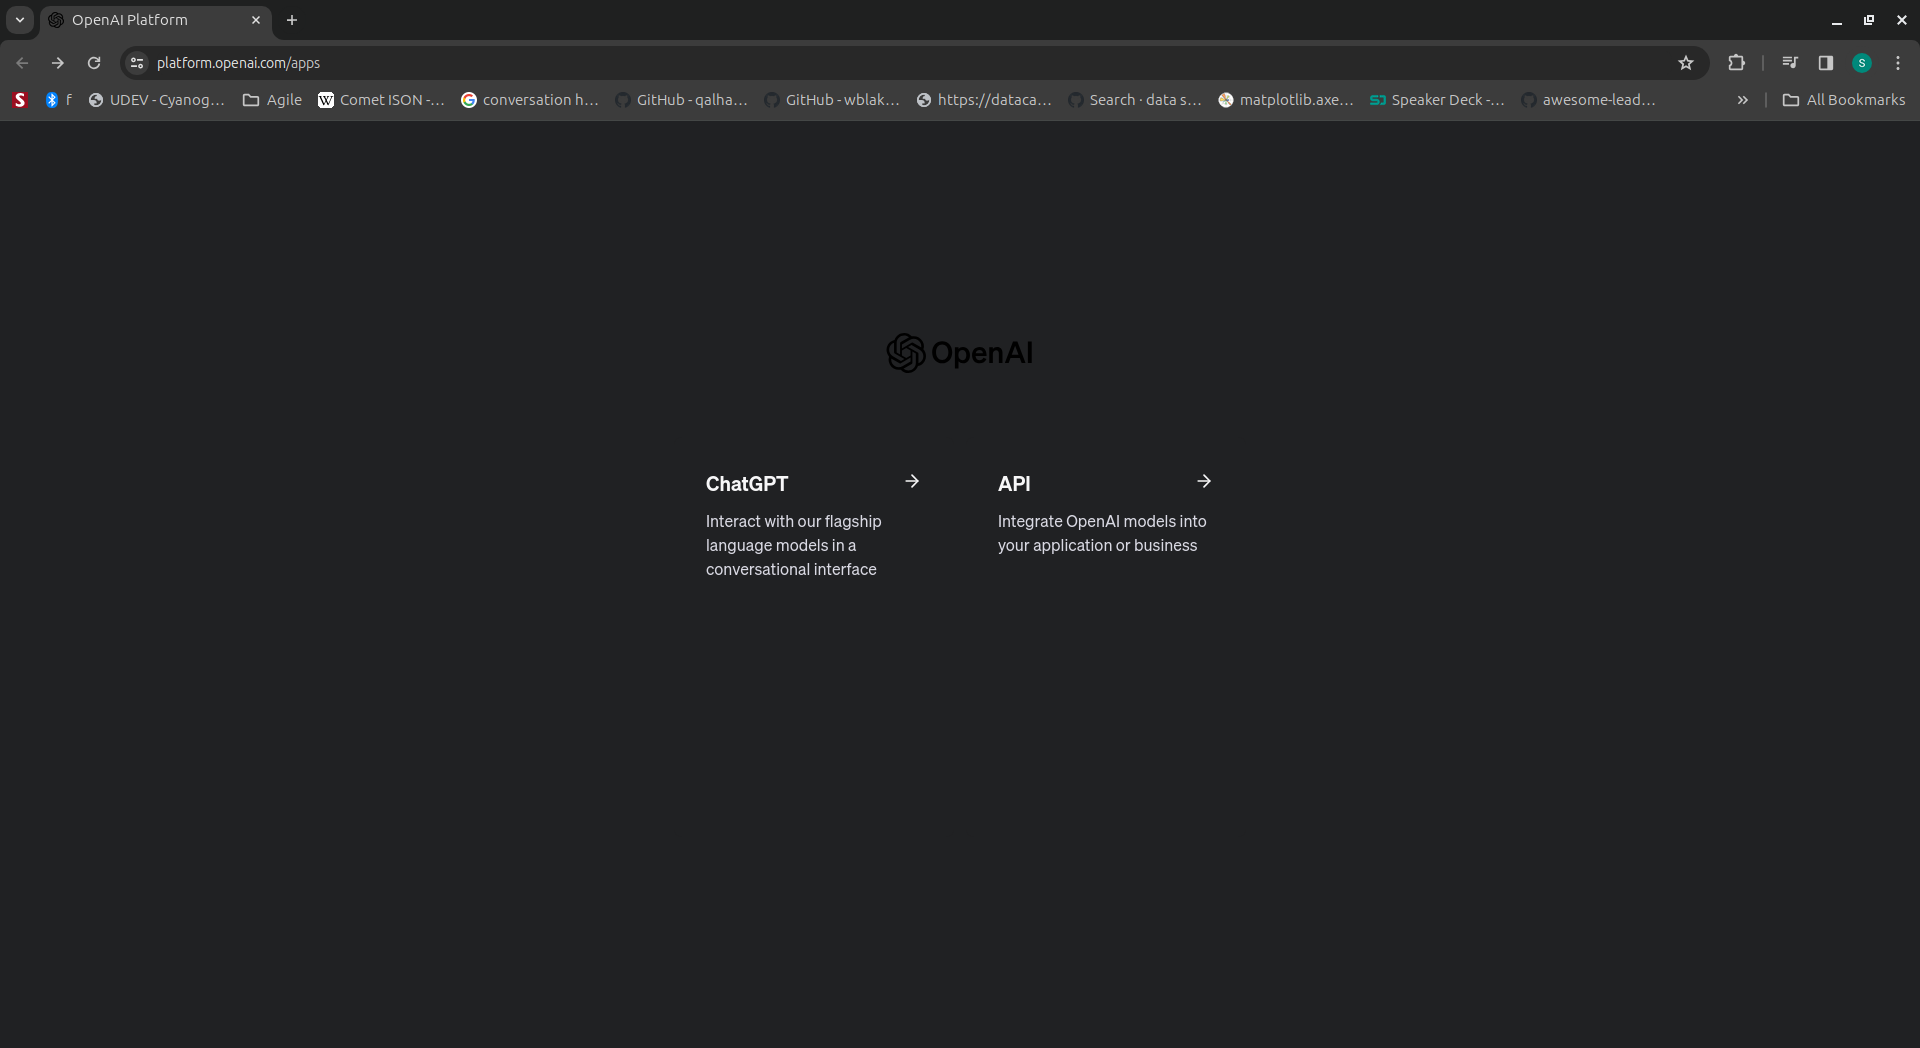 OpenAI Platform
platform.openai.com/apps
S
S f UDEV - Cyanog... Agile W Comet ISON -... G conversation h... GitHub - qalha... GitHub - wblak... https://dataca... Search · data s... matplotlib.axe... Speaker Deck -... awesome-lead... » All Bookmarks
OpenAI
ChatGPT
Interact with our flagship
language models in a
conversational interface
API
Integrate OpenAI models into
your application or business